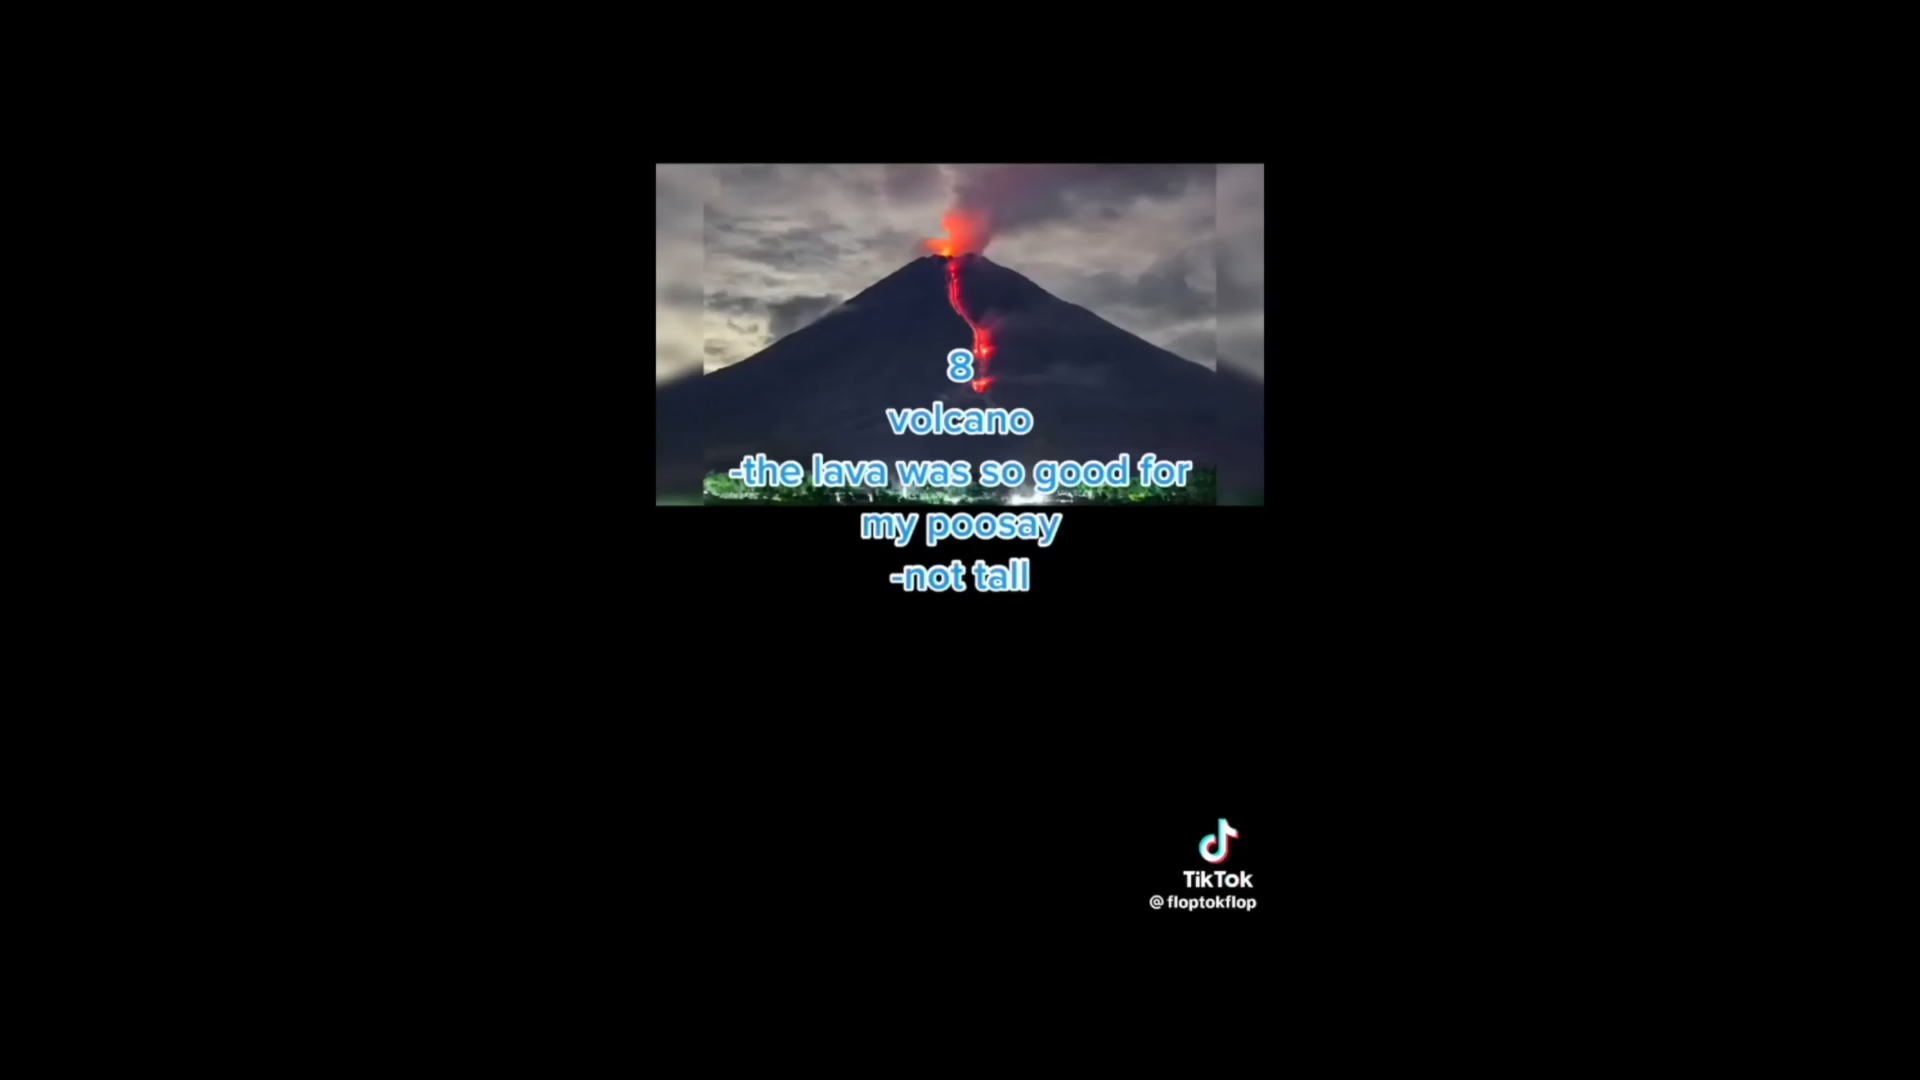 8
volcano
-the lava was so good for
my poosay
-not tall
TikTok
@floptokflop